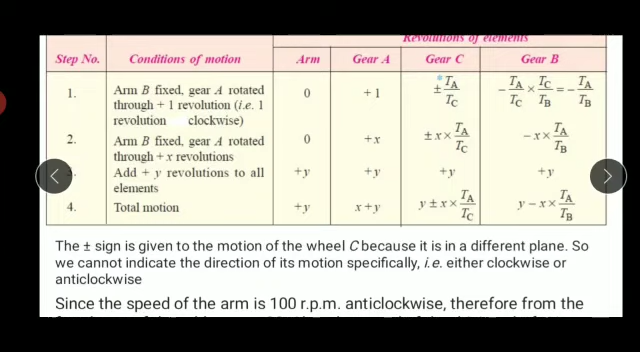 Revolutions of elements
Step No. Conditions of motion Arm Gear A Gear C Gear B
1. Arm B fixed, gear A rotated through + 1 revolution (i.e. 1 revolution clockwise) 0 + 1 * ± TA/TC − TA/TC × TC/TB = − TA/TB
2. Arm B fixed, gear A rotated through + x revolutions 0 + x ± x × TA/TC − x × TA/TB
Add + y revolutions to all elements + y + y + y + y
4. Total motion + y x + y y ± x × TA/TC y − x × TA/TB
The ± sign is given to the motion of the wheel C because it is in a different plane. So
we cannot indicate the direction of its motion specifically, i.e. either clockwise or
anticlockwise
Since the speed of the arm is 100 r.p.m. anticlockwise, therefore from the